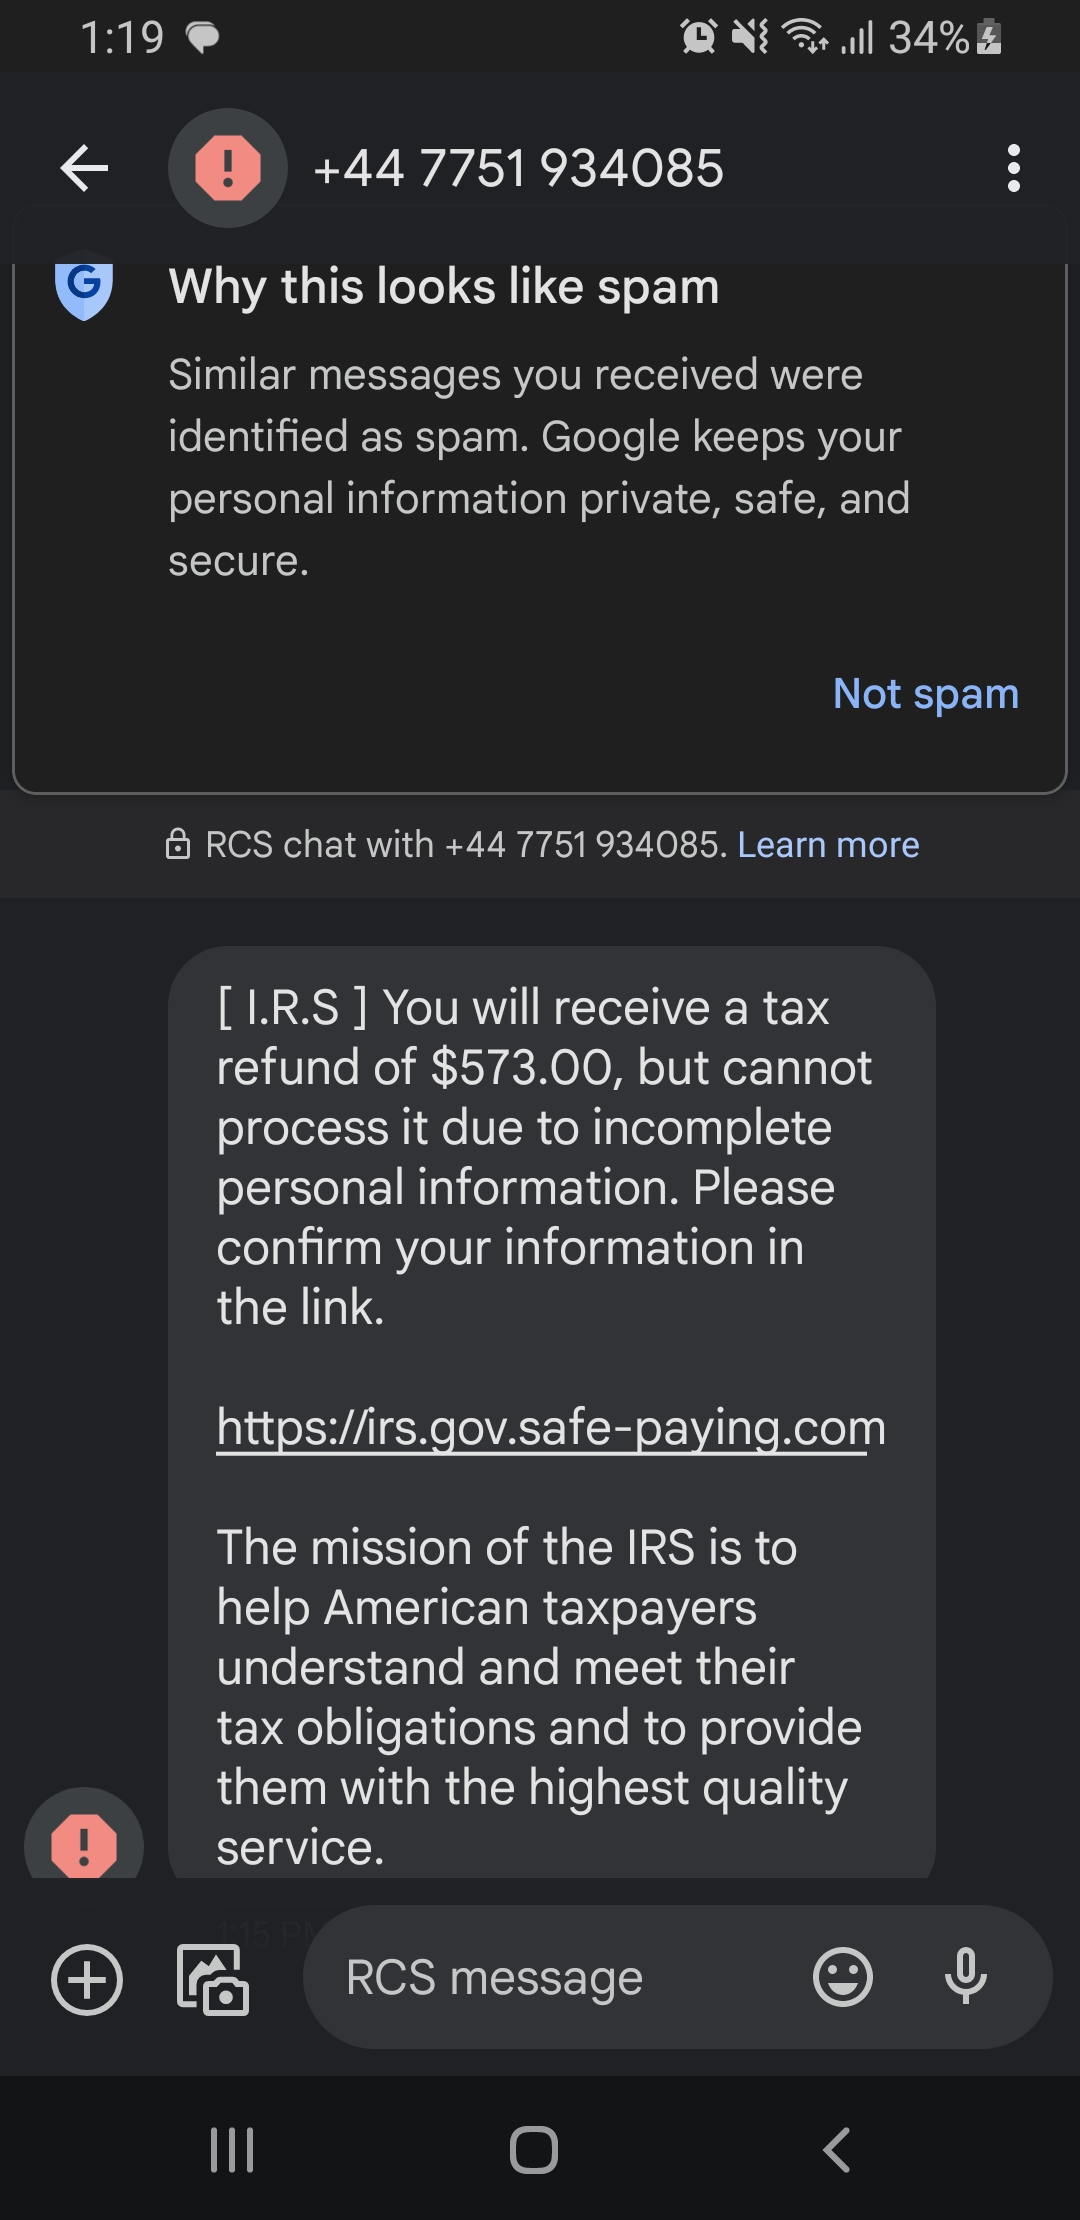 1:19
34%
+44 7751 934085
G
Why this looks like spam
Similar messages you received were
identified as spam. Google keeps your
personal information private, safe, and
secure.
Not spam
RCS chat with +44 7751 934085. Learn more
[ I.R.S ] You will receive a tax
refund of $573.00, but cannot
process it due to incomplete
personal information. Please
confirm your information in
the link.
https://irs.gov.safe-paying.com
The mission of the IRS is to
help American taxpayers
understand and meet their
tax obligations and to provide
them with the highest quality
service.
1:15 PM
RCS message